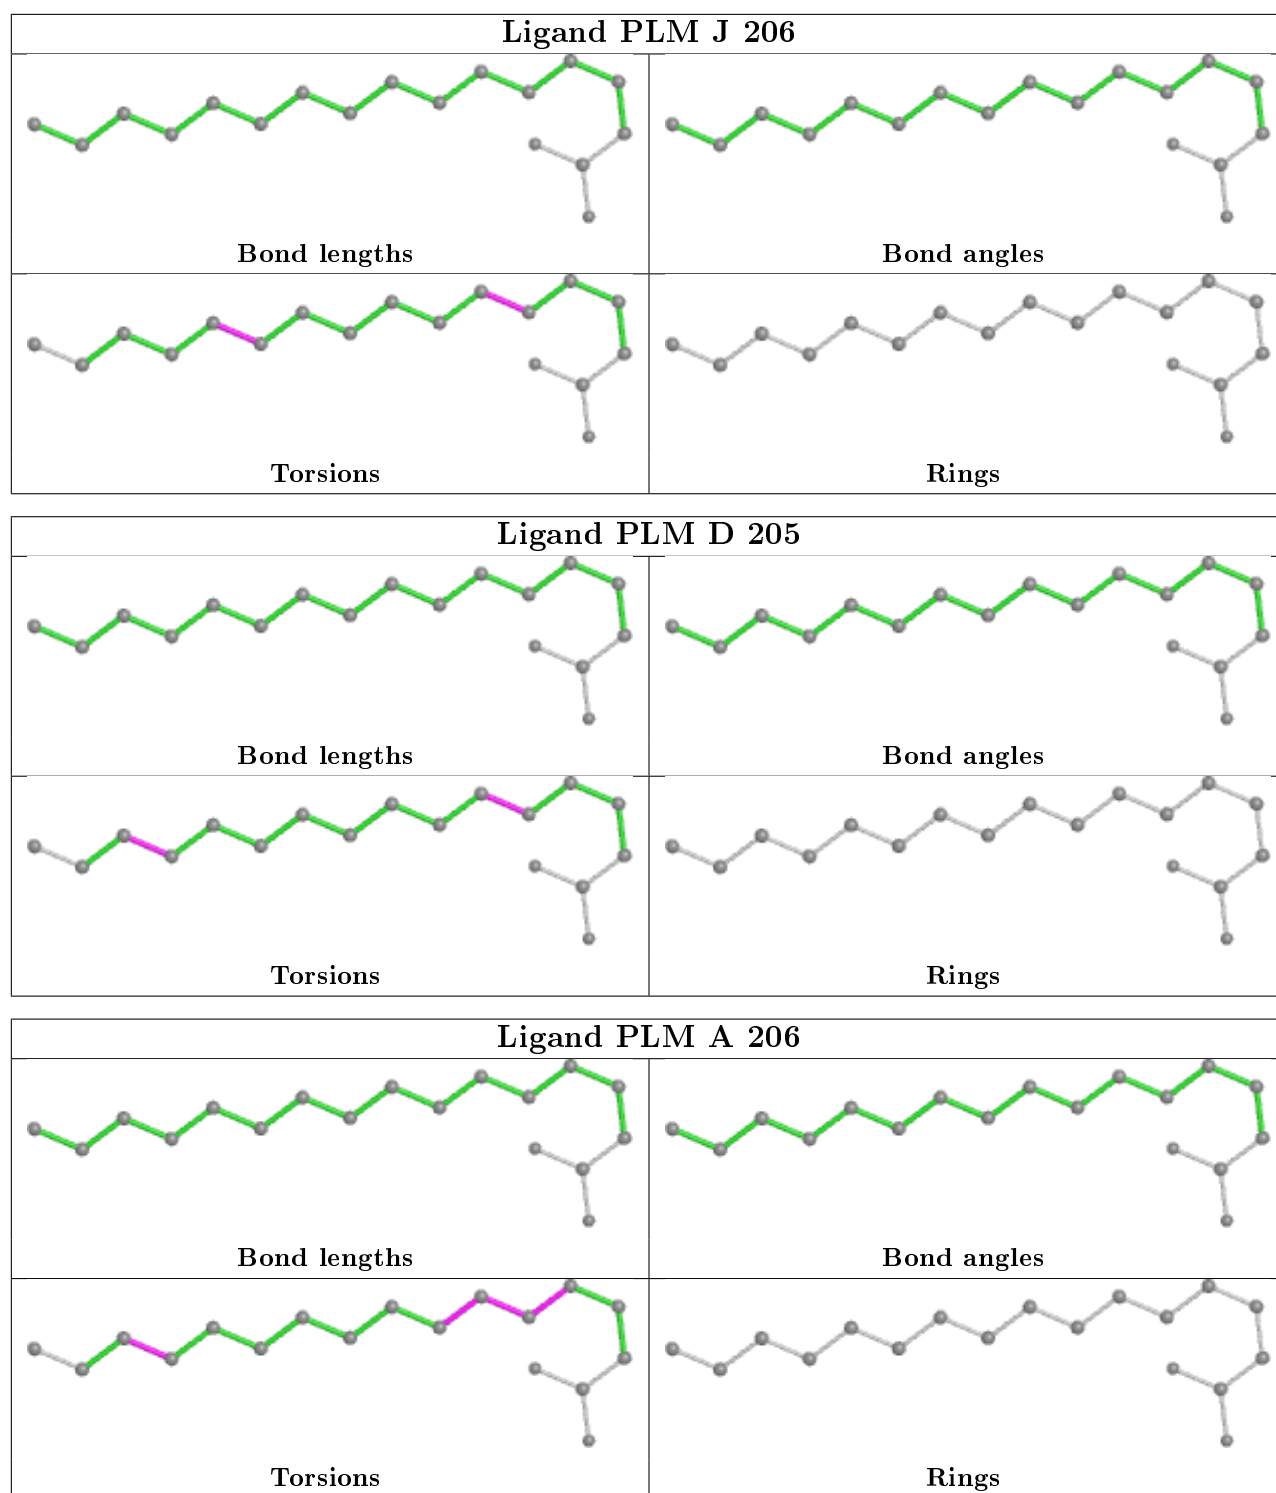 Ligand PLM J 206
Bond lengths
Bond angles
Torsions
Rings
Ligand PLM D 205
Bond lengths
Bond angles
Torsions
Rings
Ligand PLM A 206
Bond lengths
Bond angles
Torsions
Rings